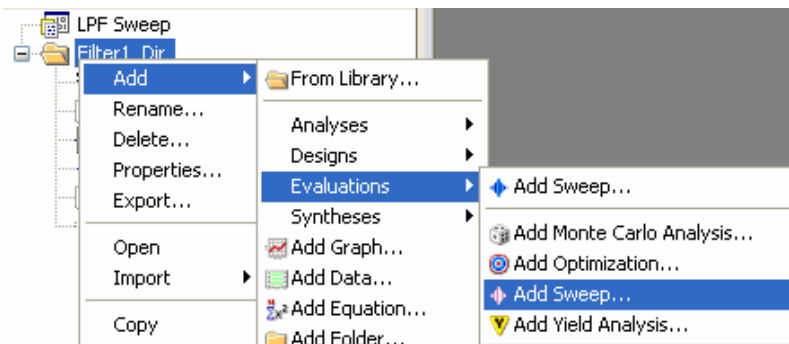 LPF Sweep
Filter1_Dir
Add
Rename...
Delete...
Properties...
Export...
Open
Import
Copy
From Library...
Analyses
Designs
Evaluations
Syntheses
Add Graph...
Add Data...
Add Equation...
Add Folder...
Add Sweep...
Add Monte Carlo Analysis...
Add Optimization...
Add Sweep...
Add Yield Analysis...